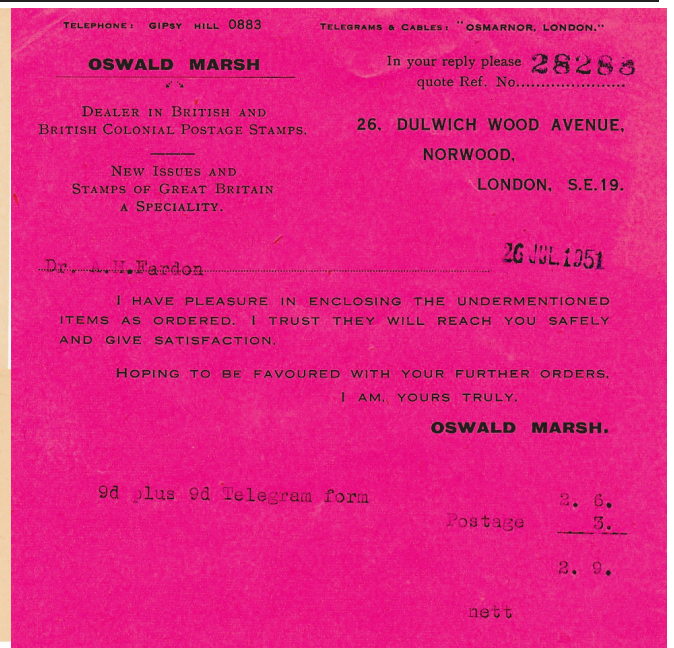 TELEPHONE: GIPSY HILL 0883
TELEGRAMS & CABLES: "OSMARNOR, LONDON."
OSWALD MARSH
In your reply please
quote Ref. No.......................
28288
DEALER IN BRITISH AND
BRITISH COLONIAL POSTAGE STAMPS.
NEW ISSUES AND
STAMPS OF GREAT BRITAIN
A SPECIALITY.
26, DULWICH WOOD AVENUE,
NORWOOD,
LONDON, S.E.19.
26 JUL 1951
Dr. A.H.Fardon
I HAVE PLEASURE IN ENCLOSING THE UNDERMENTIONED
ITEMS AS ORDERED. I TRUST THEY WILL REACH YOU SAFELY
AND GIVE SATISFACTION.
HOPING TO BE FAVOURED WITH YOUR FURTHER ORDERS.
I AM, YOURS TRULY.
OSWALD MARSH.
9d plus 9d Telegram form 2. 6.
Postage 3.
2. 9.
nett